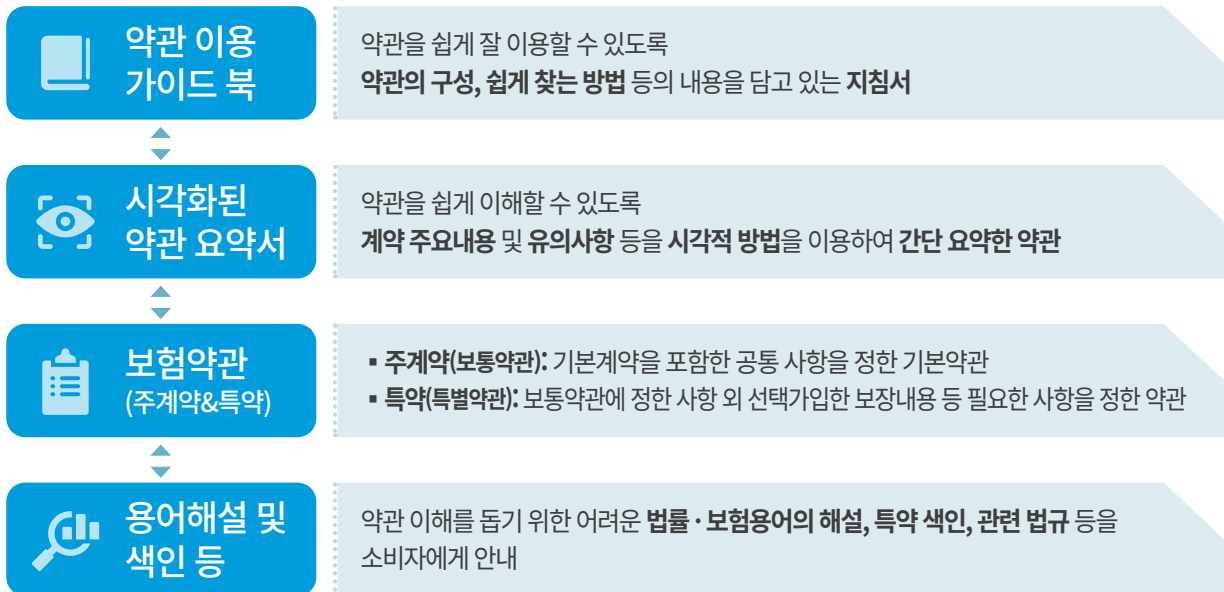 약관 이용
가이드 북
약관을 쉽게 잘 이용할 수 있도록
약관의 구성, 쉽게 찾는 방법 등의 내용을 담고 있는 지침서
시각화된
약관 요약서
약관을 쉽게 이해할 수 있도록
계약 주요내용 및 유의사항 등을 시각적 방법을 이용하여 간단 요약한 약관
보험약관
(주계약&특약)
▪ 주계약(보통약관): 기본계약을 포함한 공통 사항을 정한 기본약관
▪ 특약(특별약관): 보통약관에 정한 사항 외 선택가입한 보장내용 등 필요한 사항을 정한 약관
용어해설 및
색인 등
약관 이해를 돕기 위한 어려운 법률 · 보험용어의 해설, 특약 색인, 관련 법규 등을
소비자에게 안내